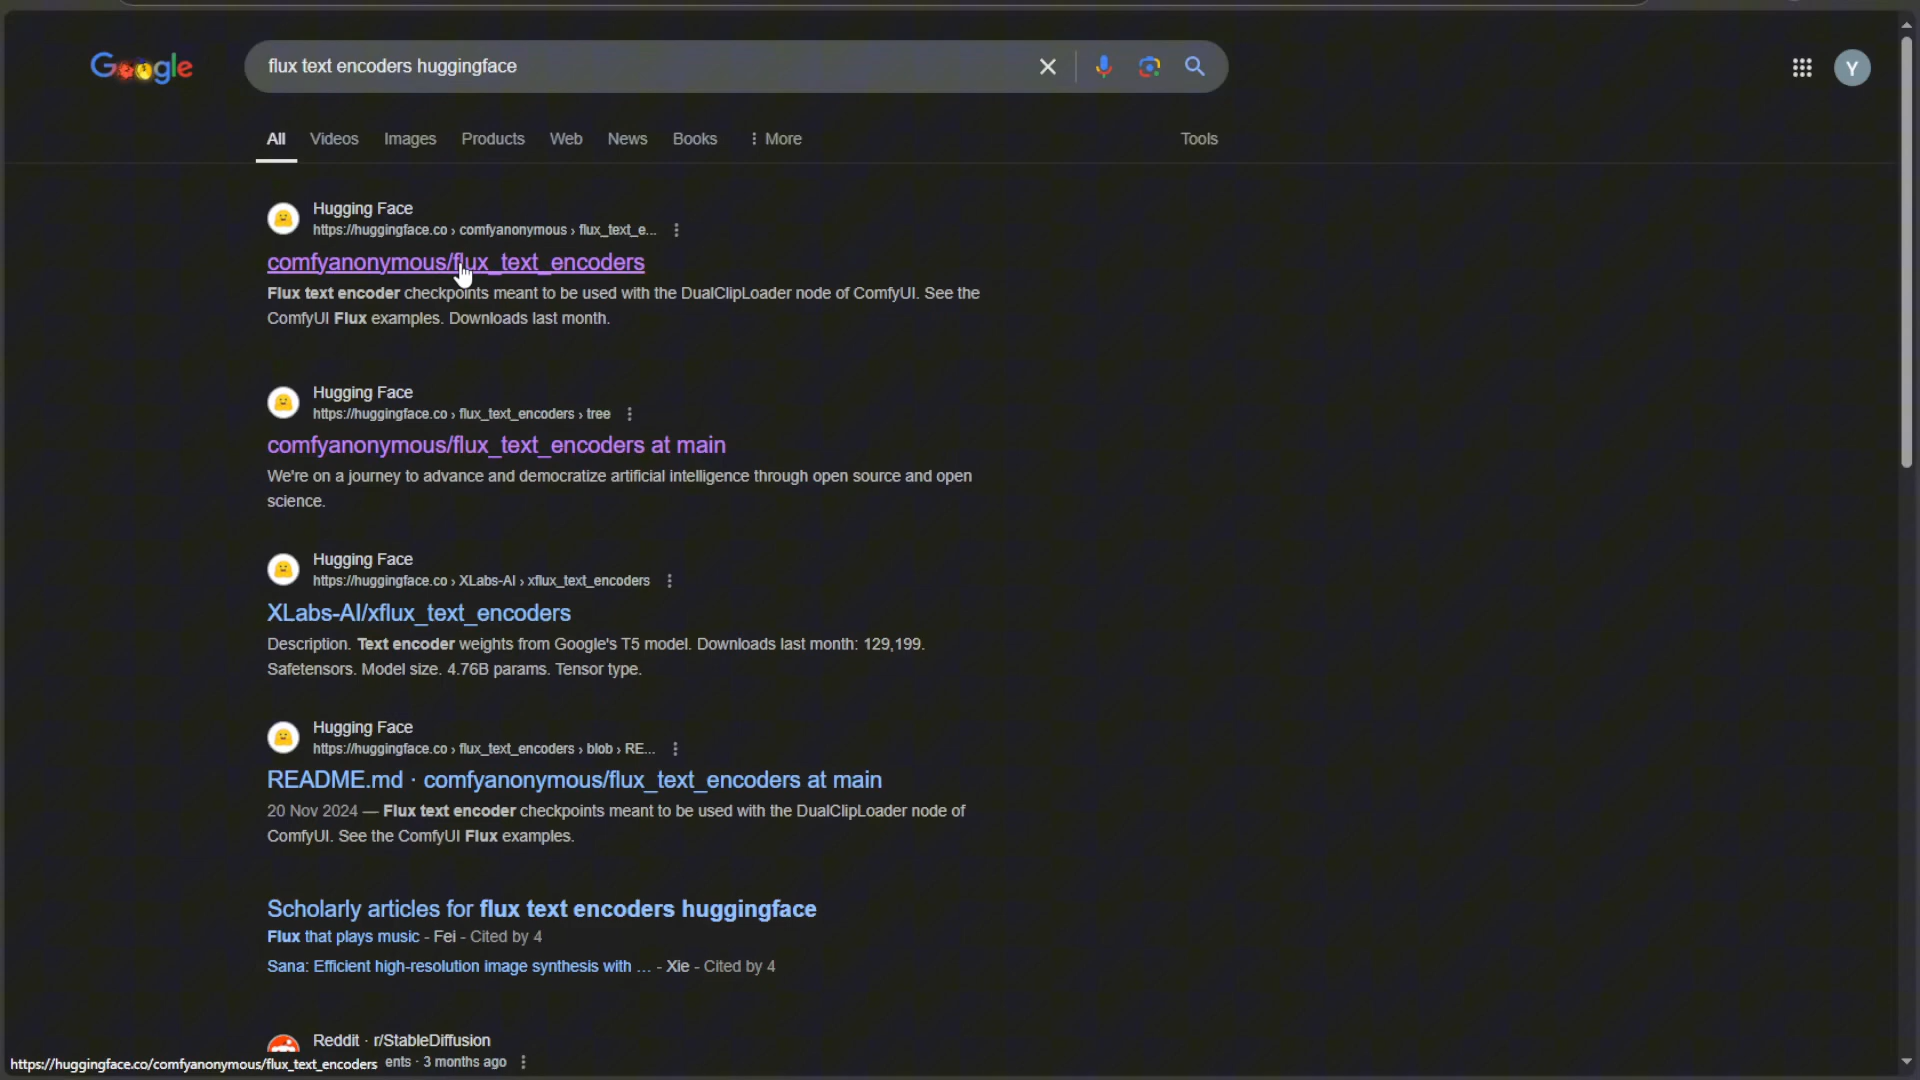 Google
flux text encoders huggingface
All Videos Images Products Web News Books More Tools
Hugging Face
https://huggingface.co › comfyanonymous › flux_text_e...
comfyanonymous/flux_text_encoders
Flux text encoder checkpoints meant to be used with the DualClipLoader node of ComfyUI. See the
ComfyUI Flux examples. Downloads last month.
Hugging Face
https://huggingface.co › flux_text_encoders › tree
comfyanonymous/flux_text_encoders at main
We're on a journey to advance and democratize artificial intelligence through open source and open
science.
Hugging Face
https://huggingface.co › XLabs-AI › xflux_text_encoders
XLabs-AI/xflux_text_encoders
Description. Text encoder weights from Google's T5 model. Downloads last month: 129,199.
Safetensors. Model size. 4.76B params. Tensor type.
Hugging Face
https://huggingface.co › flux_text_encoders › blob › RE...
README.md · comfyanonymous/flux_text_encoders at main
20 Nov 2024 — Flux text encoder checkpoints meant to be used with the DualClipLoader node of
ComfyUI. See the ComfyUI Flux examples.
Scholarly articles for flux text encoders huggingface
Flux that plays music - Fei - Cited by 4
Sana: Efficient high-resolution image synthesis with ... - Xie - Cited by 4
Reddit · r/StableDiffusion
https://huggingface.co/comfyanonymous/flux_text_encoders ents · 3 months ago
Y